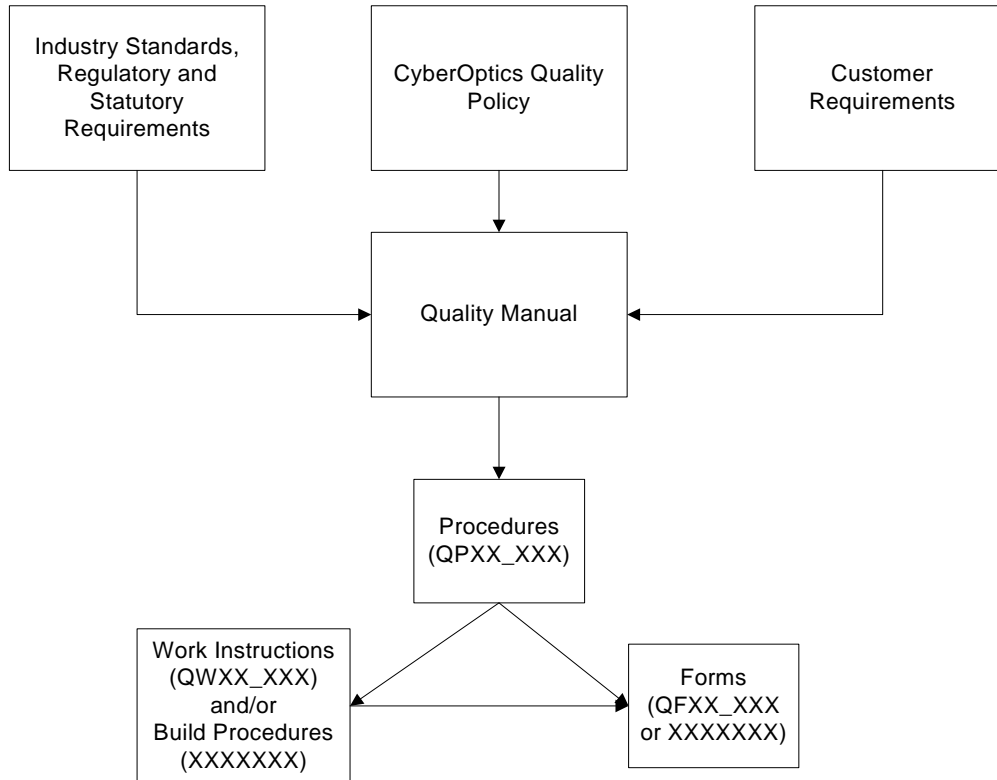 Industry Standards,
Regulatory and
Statutory
Requirements
CyberOptics Quality
Policy
Customer
Requirements
Quality Manual
Procedures
(QPXX_XXX)
Work Instructions
(QWXX_XXX)
and/or
Build Procedures
(XXXXXXX)
Forms
(QFXX_XXX
or XXXXXXX)